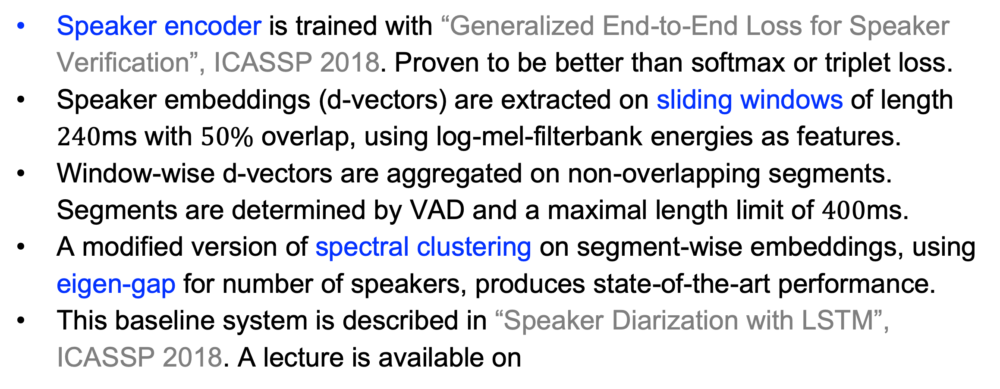 • Speaker encoder is trained with “Generalized End-to-End Loss for Speaker
Verification”, ICASSP 2018. Proven to be better than softmax or triplet loss.
• Speaker embeddings (d-vectors) are extracted on sliding windows of length
240ms with 50% overlap, using log-mel-filterbank energies as features.
• Window-wise d-vectors are aggregated on non-overlapping segments.
Segments are determined by VAD and a maximal length limit of 400ms.
• A modified version of spectral clustering on segment-wise embeddings, using
eigen-gap for number of speakers, produces state-of-the-art performance.
• This baseline system is described in “Speaker Diarization with LSTM”,
ICASSP 2018. A lecture is available on